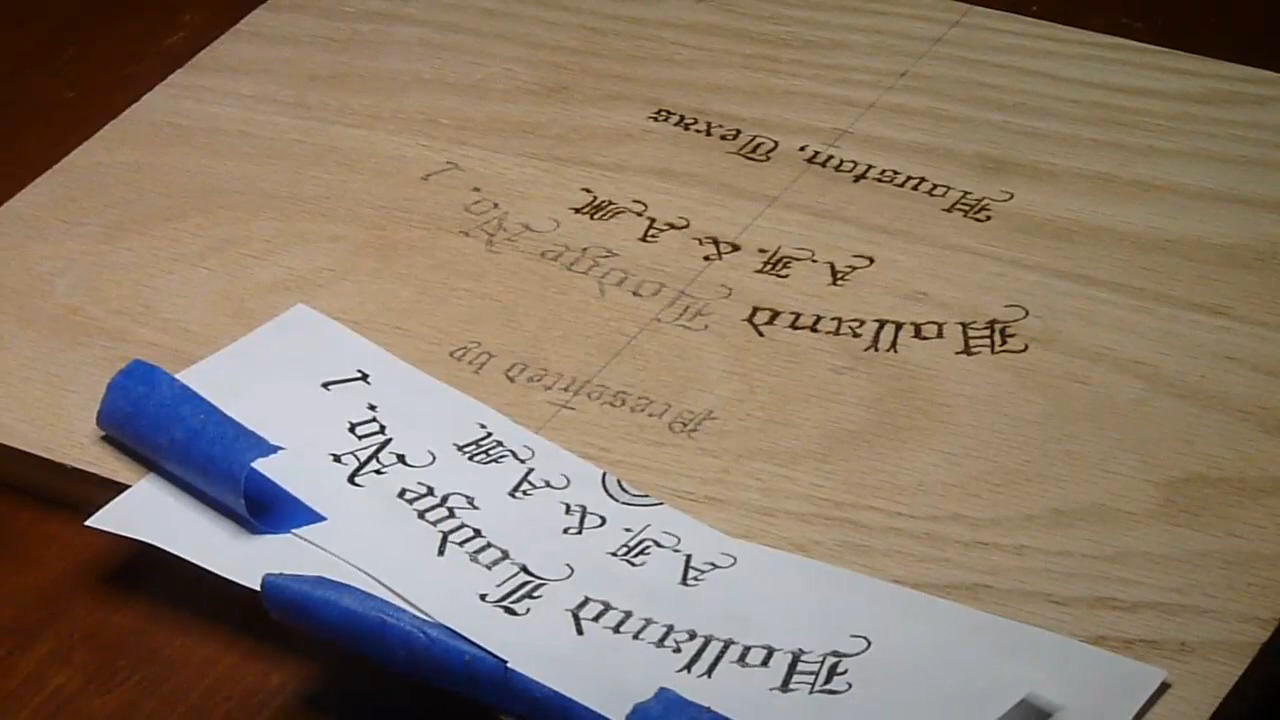 Holland Lodge No. 1
A.F. & A M.
Presented by
Holland Lodge No. 1
A.F. & A M.
Houston, Texas